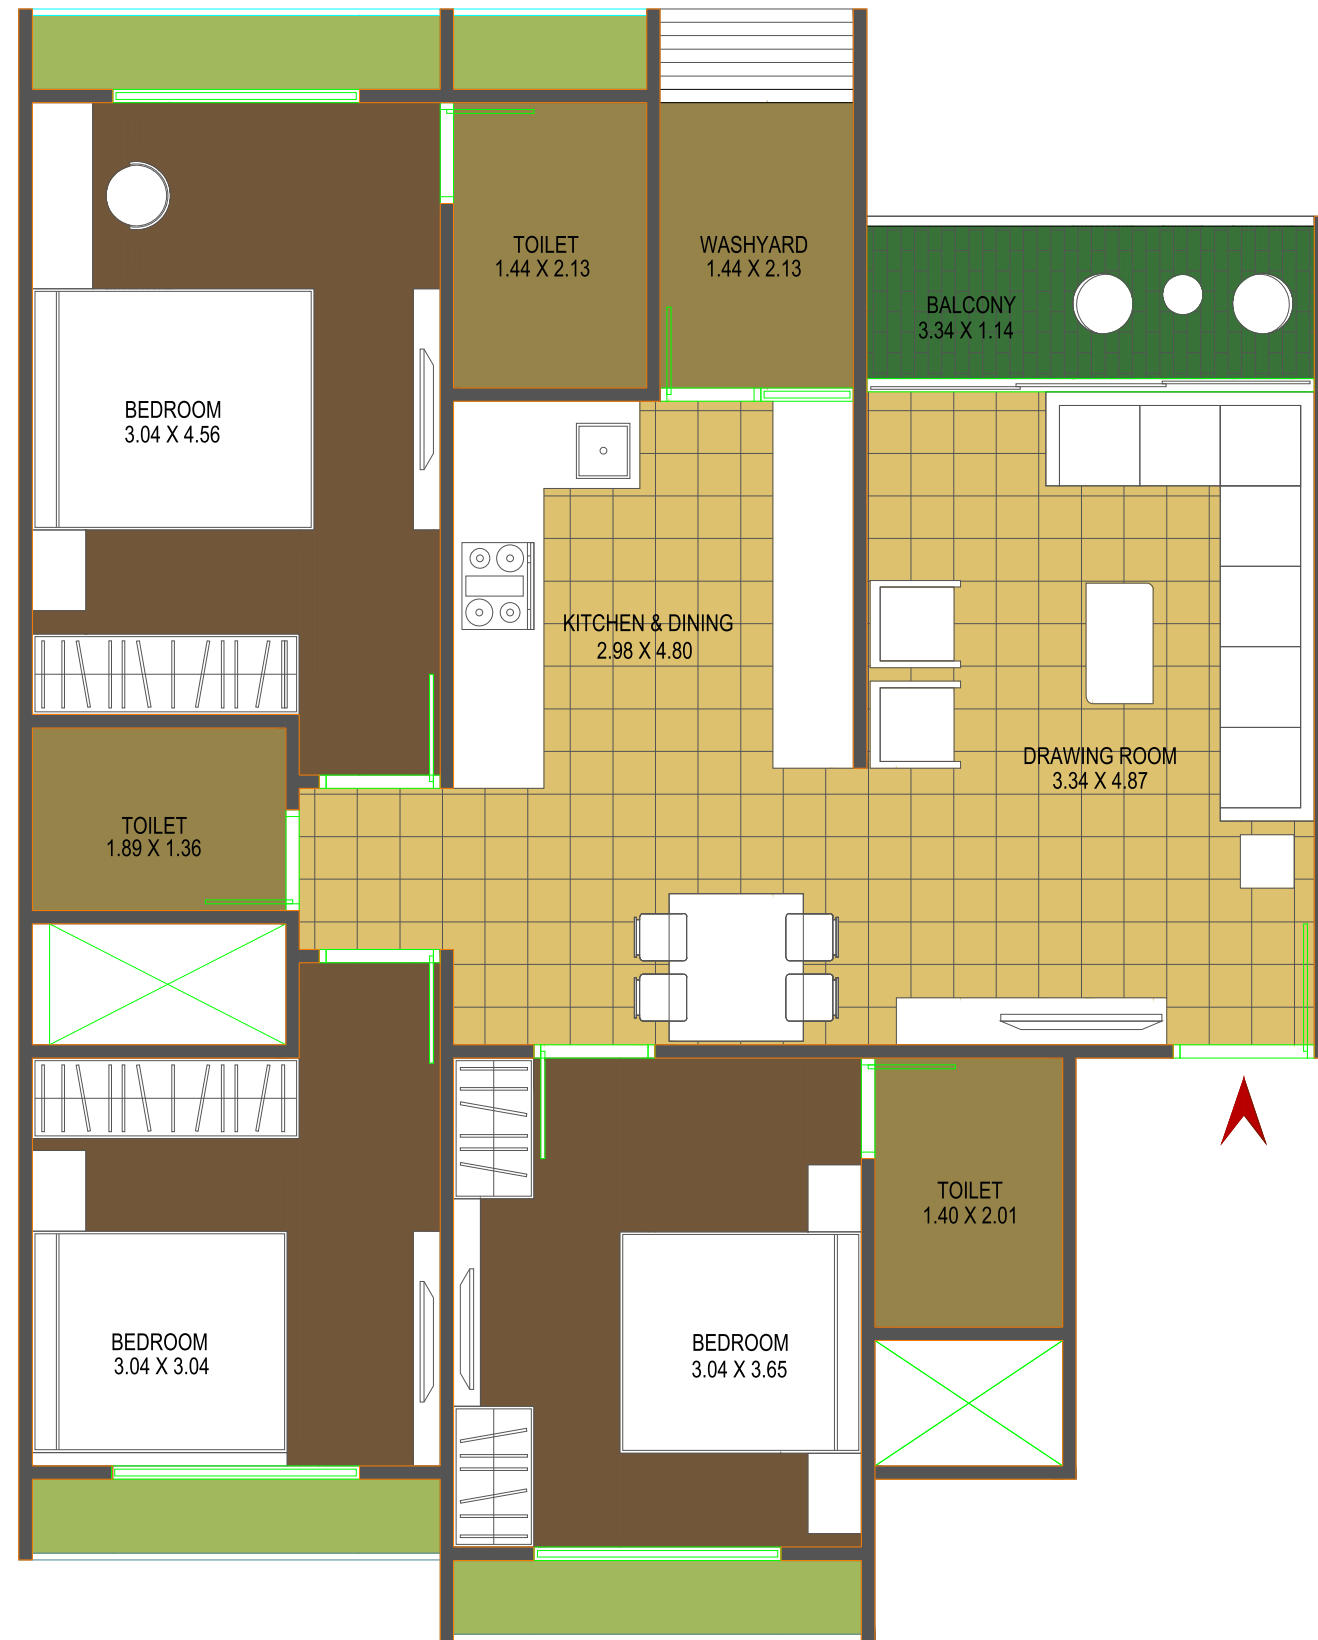 TOILET
1.44 X 2.13
WASHYARD
1.44 X 2.13
BALCONY
3.34 X 1.14
BEDROOM
3.04 X 4.56
KITCHEN & DINING
2.98 X 4.80
DRAWING ROOM
3.34 X 4.87
TOILET
1.89 X 1.36
TOILET
1.40 X 2.01
BEDROOM
3.04 X 3.04
BEDROOM
3.04 X 3.65